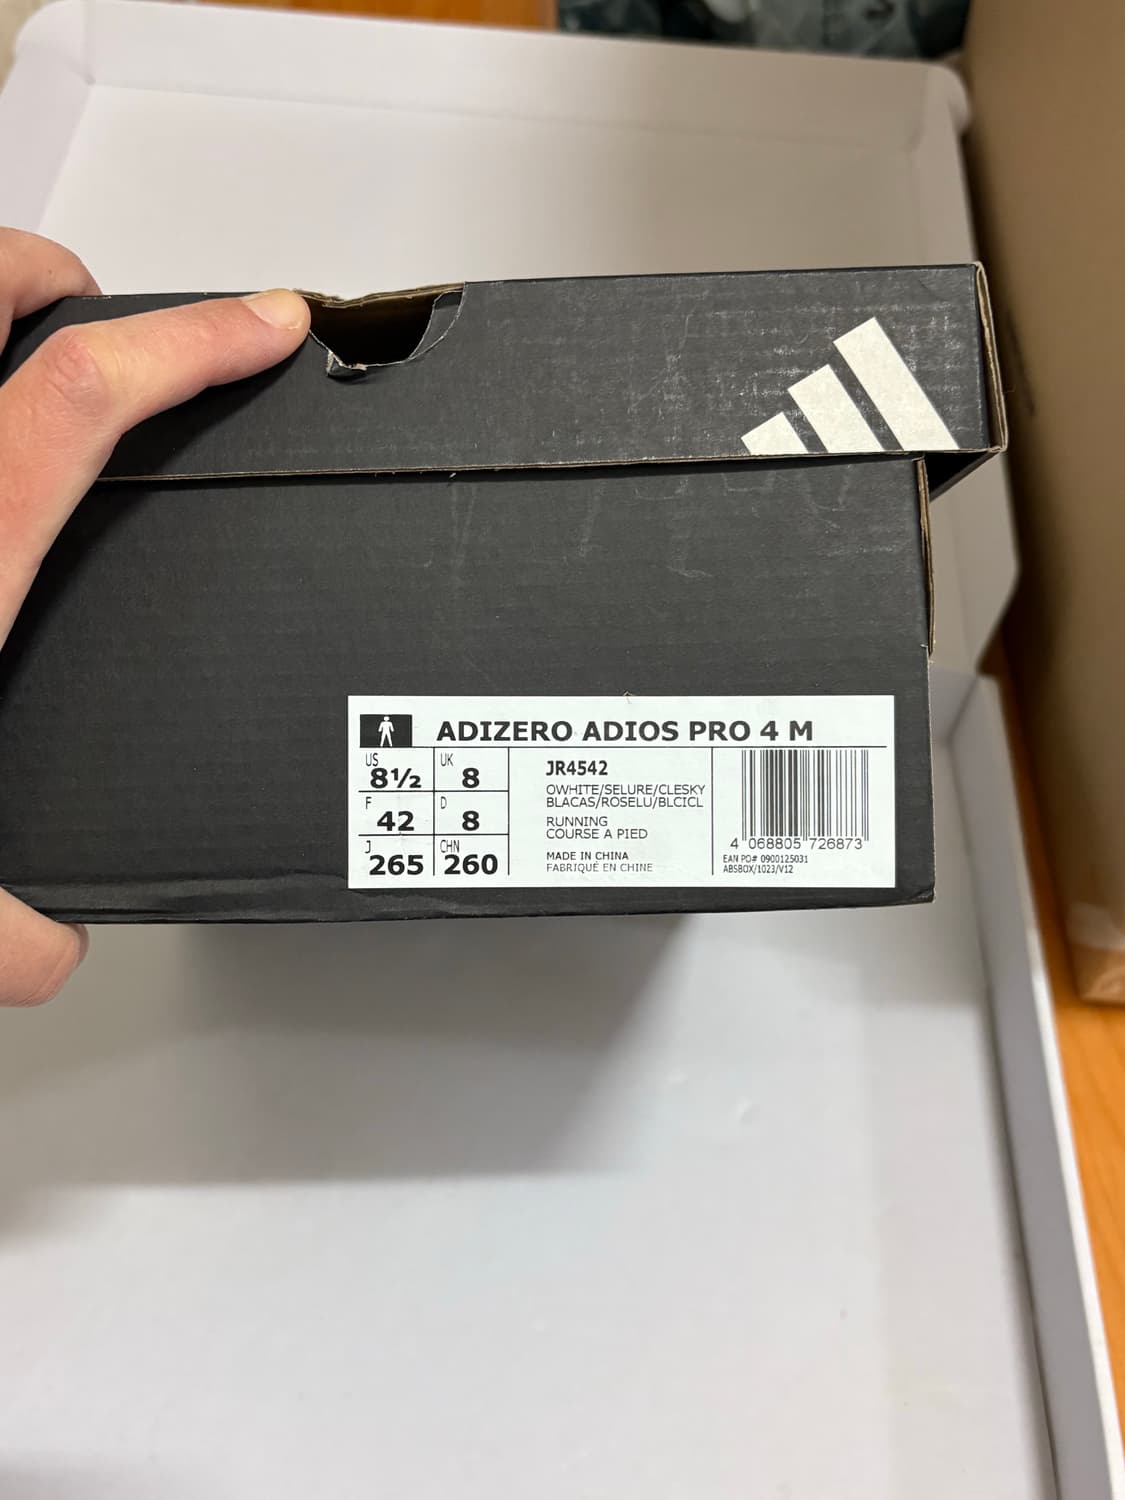 ADIZERO ADIOS PRO 4 M
US 8½
UK 8
F 42
D 8
J 265
CHN 260
JR4542
OWHITE/SELURE/CLESKY
BLACAS/ROSELU/BLCICL
RUNNING
COURSE A PIED
MADE IN CHINA
FABRIQUÉ EN CHINE
4 068805 726873
EAN PO# 0900125031
ABSBOX/1023/V12